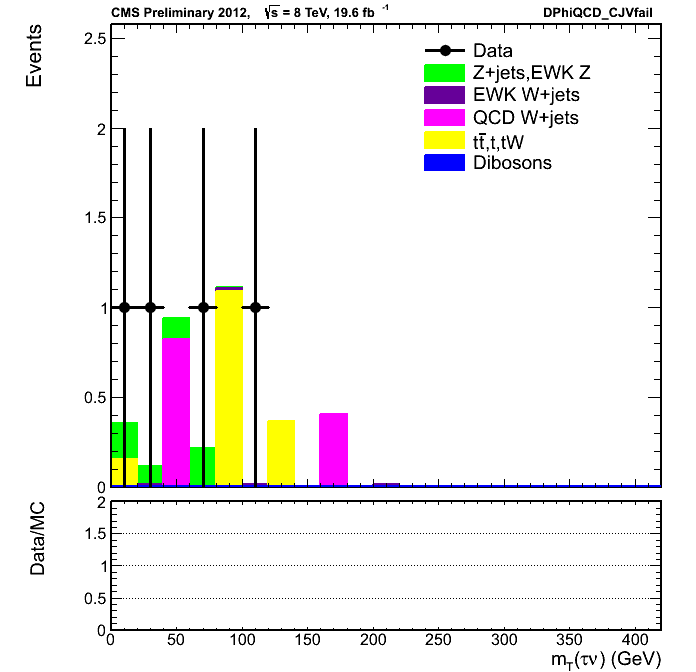 CMS Preliminary 2012, √s = 8 TeV, 19.6 fb⁻¹ DPhiQCD_CJVfail
Events
Data
Z+jets,EWK Z
EWK W+jets
QCD W+jets
tt̄,t,tW
Dibosons
2.5
2
1.5
1
0.5
0
Data/MC
2
1.5
1
0.5
0
0 50 100 150 200 250 300 350 400
m_T(τν) (GeV)